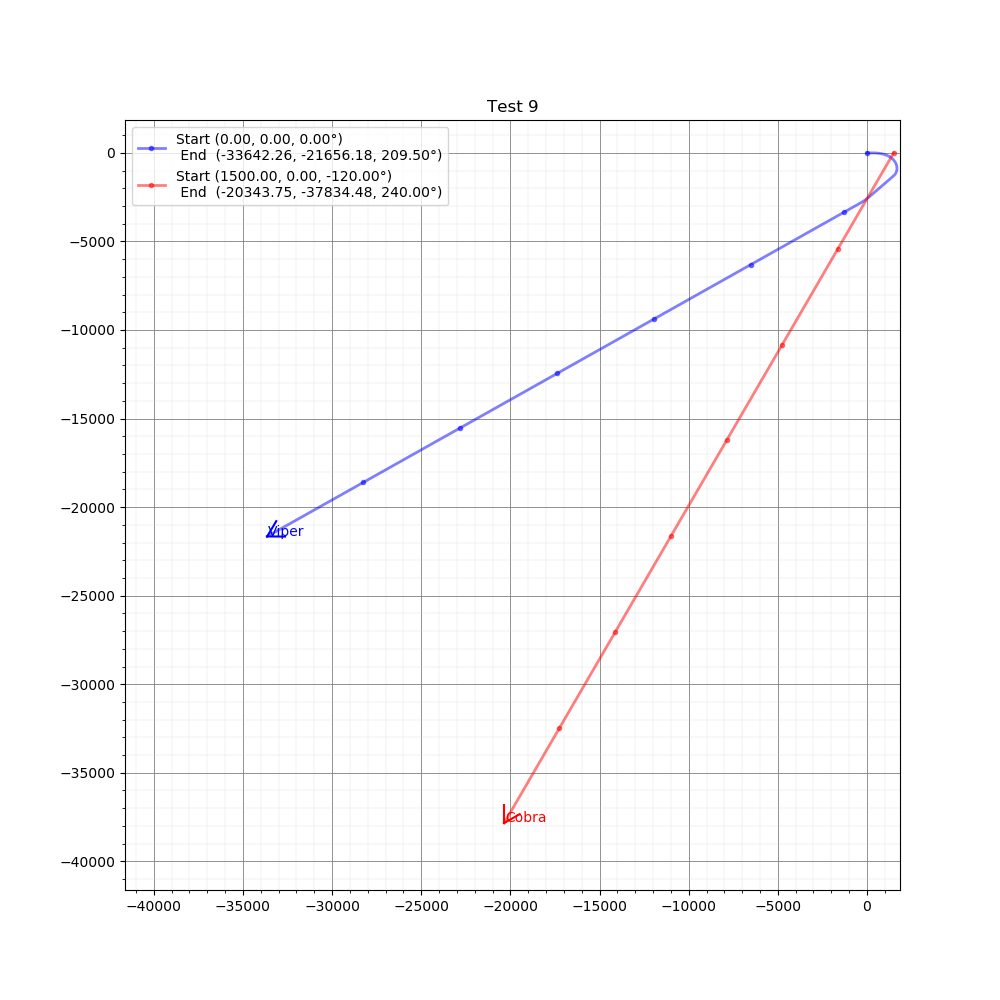 Test 9
Start (0.00, 0.00, 0.00°)
End (-33642.26, -21656.18, 209.50°)
Start (1500.00, 0.00, -120.00°)
End (-20343.75, -37834.48, 240.00°)
0
−5000
−10000
−15000
−20000
−25000
−30000
−35000
−40000
Viper
Cobra
−40000 −35000 −30000 −25000 −20000 −15000 −10000 −5000 0